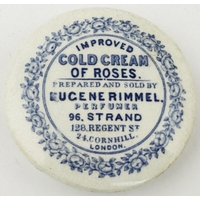 IMPROVED
COLD CREAM
OF ROSES.
PREPARED AND SOLD BY
EUGENE RIMMEL.
PERFUMER
96, STRAND
128, REGENT ST
24, CORNHILL.
LONDON.